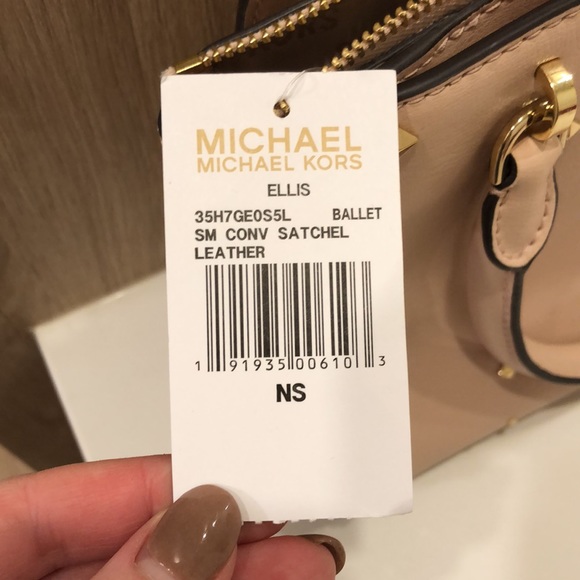 MICHAEL
MICHAEL KORS
ELLIS
35H7GE0S5L BALLET
SM CONV SATCHEL
LEATHER
1 91935 00610 3
NS